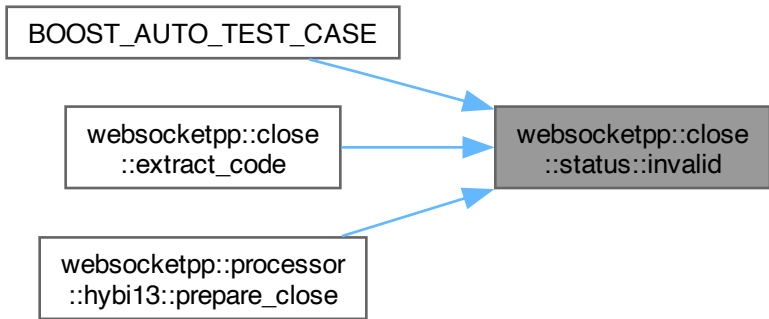 BOOST_AUTO_TEST_CASE
websocketpp::close
::extract_code
websocketpp::close
::status::invalid
websocketpp::processor
::hybi13::prepare_close